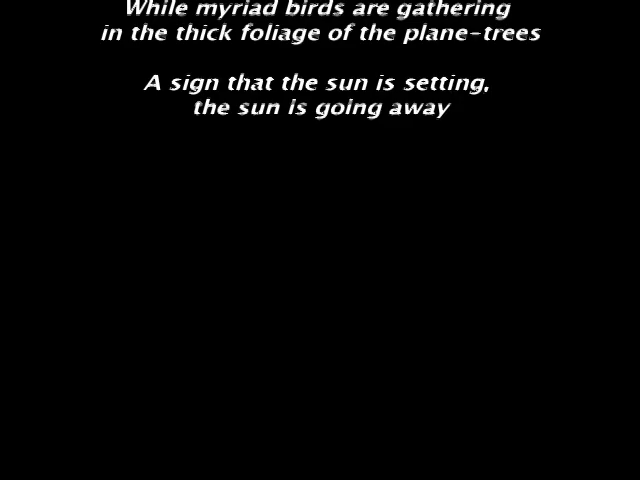 While myriad birds are gathering
in the thick foliage of the plane-trees
A sign that the sun is setting,
the sun is going away